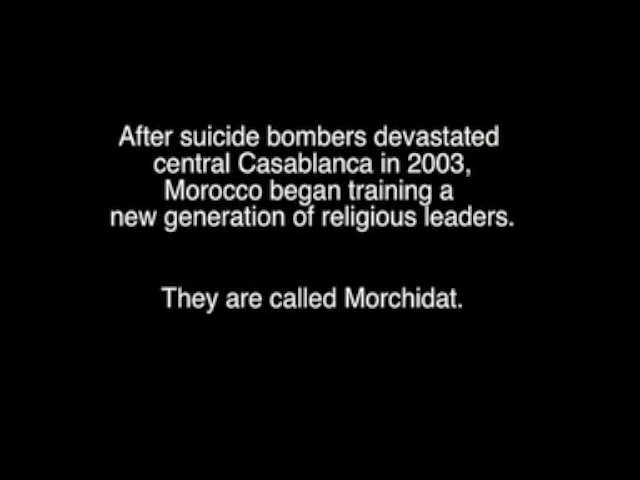 After suicide bombers devastated
central Casablanca in 2003,
Morocco began training a
new generation of religious leaders.
They are called Morchidat.